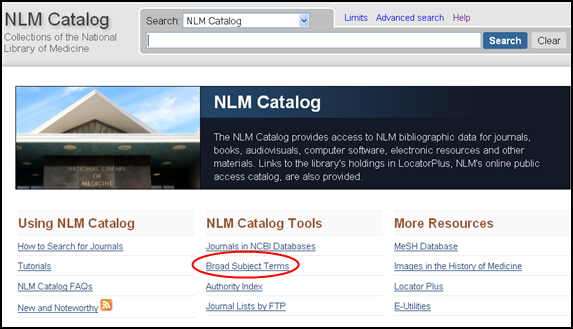 NLM Catalog
Collections of the National
Library of Medicine
Search: NLM Catalog
Limits Advanced search Help
Search Clear
NATIONAL LIBRARY
OF MEDICINE
NLM Catalog
The NLM Catalog provides access to NLM bibliographic data for journals,
books, audiovisuals, computer software, electronic resources and other
materials. Links to the library's holdings in LocatorPlus, NLM's online public
access catalog, are also provided.
Using NLM Catalog
How to Search for Journals
Tutorials
NLM Catalog FAQs
New and Noteworthy
NLM Catalog Tools
Journals in NCBI Databases
Broad Subject Terms
Authority Index
Journal Lists by FTP
More Resources
MeSH Database
Images in the History of Medicine
Locator Plus
E-Utilities